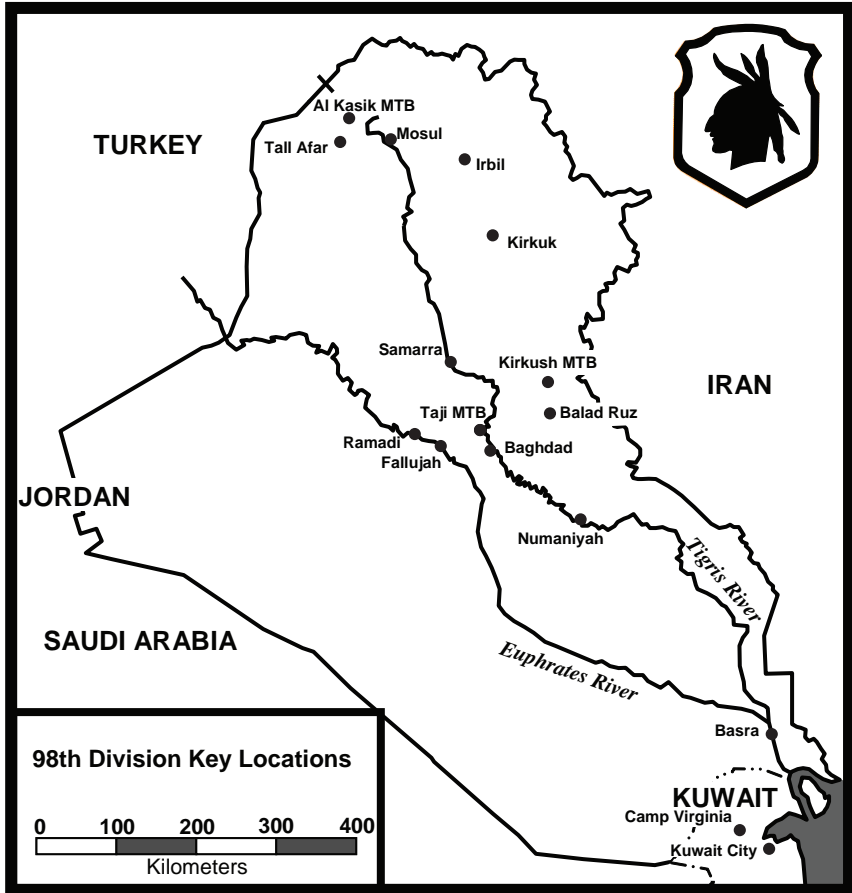 Al Kasik MTB
TURKEY
Tall Afar
Mosul
Irbil
Kirkuk
Samarra
Kirkush MTB
IRAN
Taji MTB
Balad Ruz
Ramadi
Baghdad
Fallujah
JORDAN
Numaniyah
Tigris River
SAUDI ARABIA
Euphrates River
Basra
98th Division Key Locations
KUWAIT
Camp Virginia
0 100 200 300 400
Kuwait City
Kilometers